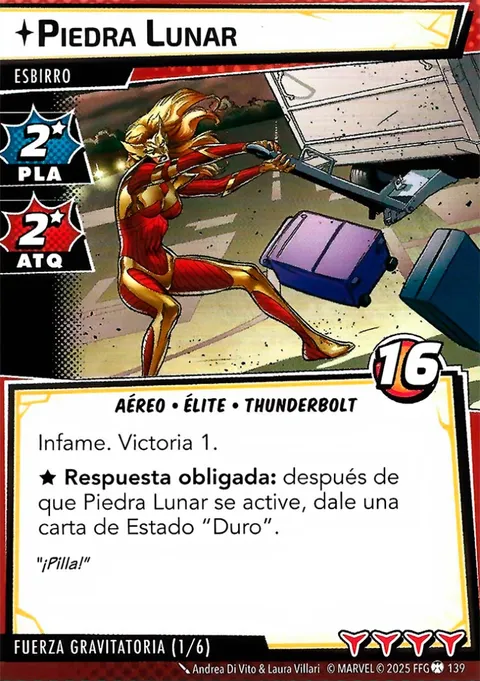 Piedra Lunar
ESBIRRO
2
PLA
2
ATQ
16
AÉREO • ÉLITE • THUNDERBOLT
Infame. Victoria 1.
★ Respuesta obligada: después de
que Piedra Lunar se active, dale una
carta de Estado “Duro”.
"¡Pilla!"
FUERZA GRAVITATORIA (1/6)
Andrea Di Vito & Laura Villari © MARVEL © 2025 FFG 139